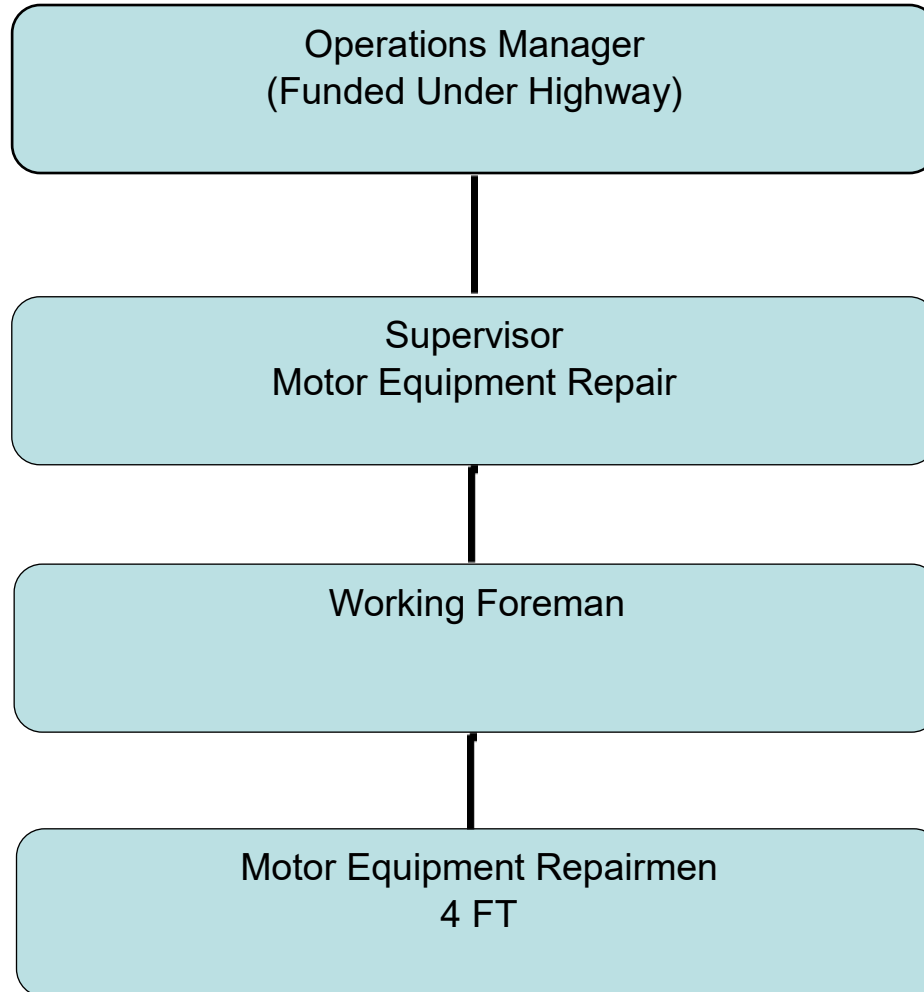 Operations Manager
(Funded Under Highway)
Supervisor
Motor Equipment Repair
Working Foreman
Motor Equipment Repairmen
4 FT